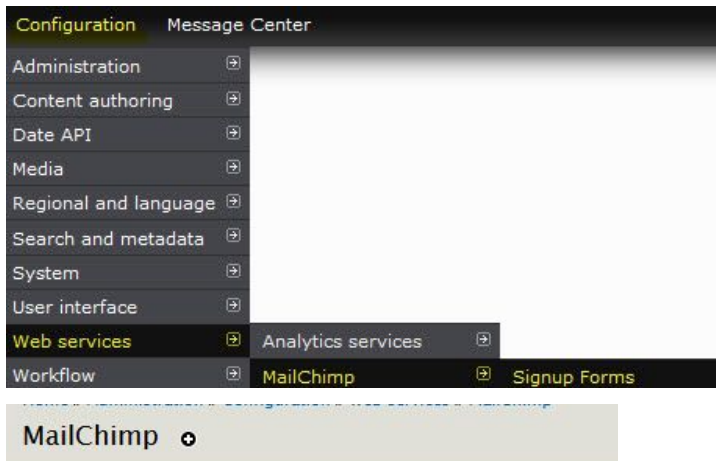 Configuration Message Center
Administration
Content authoring
Date API
Media
Regional and language
Search and metadata
System
User interface
Web services Analytics services
Workflow MailChimp Signup Forms
MailChimp